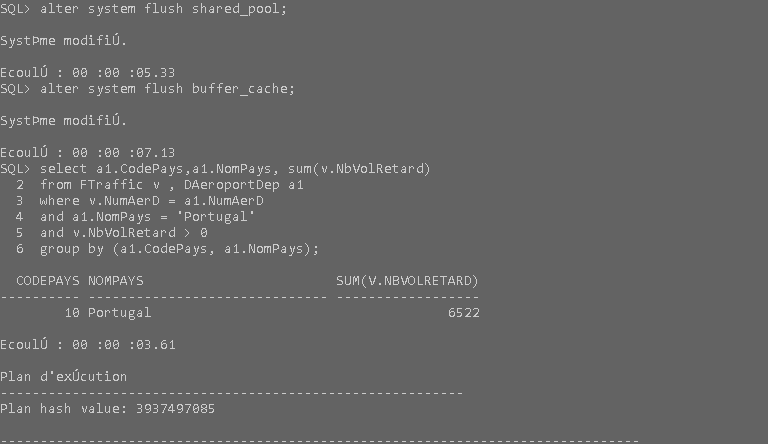 SQL> alter system flush shared_pool;
SystÞme modifiÚ.
EcoulÚ : 00 :00 :05.33
SQL> alter system flush buffer_cache;
SystÞme modifiÚ.
EcoulÚ : 00 :00 :07.13
SQL> select a1.CodePays,a1.NomPays, sum(v.NbVolRetard)
  2  from FTraffic v , DAeroportDep a1
  3  where v.NumAerD = a1.NumAerD
  4  and a1.NomPays = 'Portugal'
  5  and v.NbVolRetard > 0
  6  group by (a1.CodePays, a1.NomPays);
  CODEPAYS NOMPAYS                        SUM(V.NBVOLRETARD)
---------- ------------------------------ ------------------
        10 Portugal                                     6522
EcoulÚ : 00 :00 :03.61
Plan d'exÚcution
----------------------------------------------------------
Plan hash value: 3937497085
--------------------------------------------------------------------------------